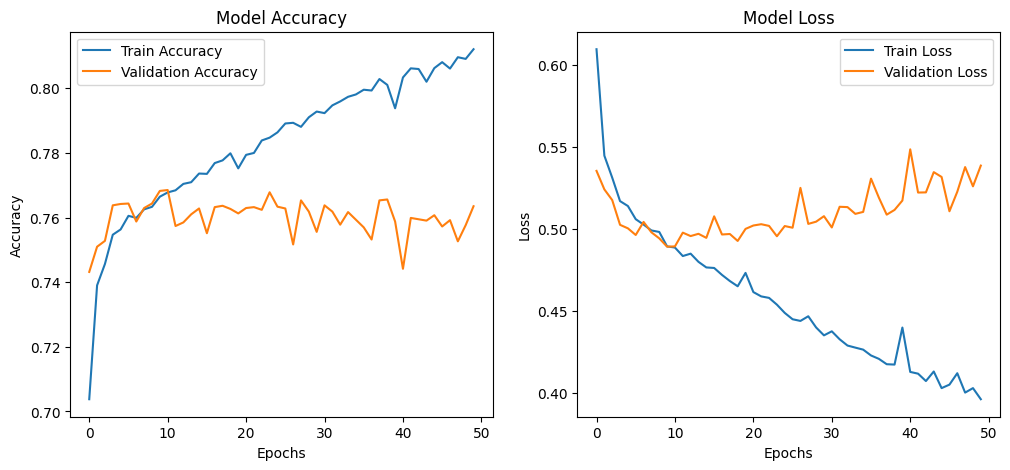 Model Accuracy
Train Accuracy
Validation Accuracy
Accuracy
0.80
0.78
0.76
0.74
0.72
0.70
0 10 20 30 40 50
Epochs
Model Loss
Train Loss
Validation Loss
Loss
0.60
0.55
0.50
0.45
0.40
0 10 20 30 40 50
Epochs